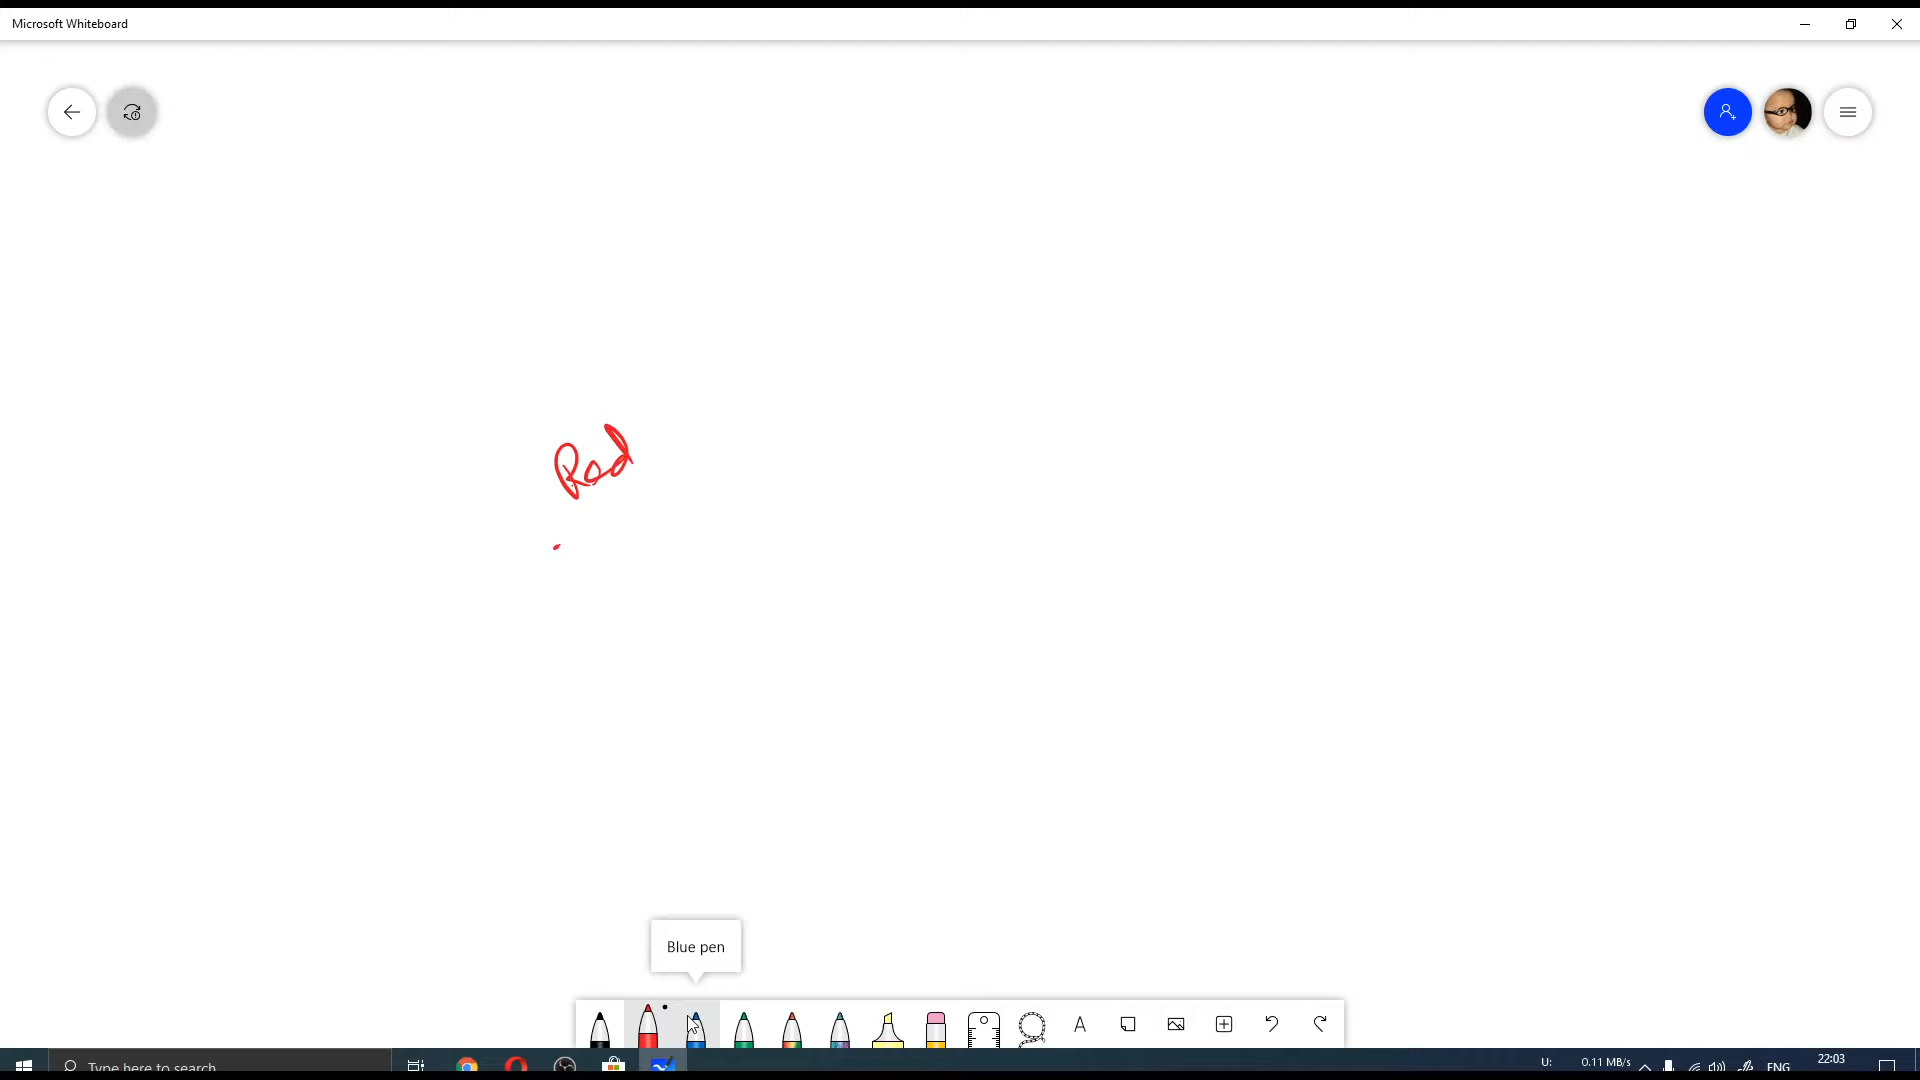 Microsoft Whiteboard
Red
Blue pen
A
Type here to search
U: 0.11 MB/s ENG 22:03